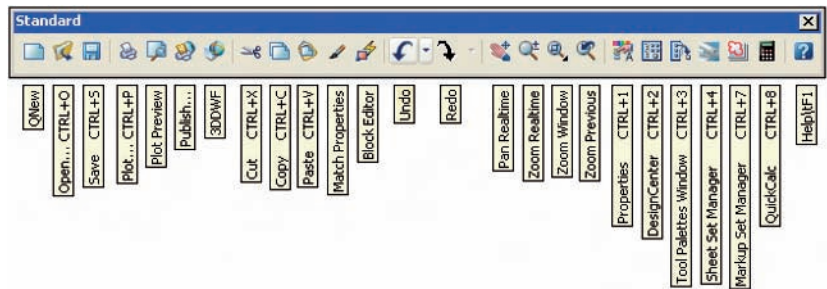 Standard
QNew
Open... CTRL+O
Save CTRL+S
Plot... CTRL+P
Plot Preview
Publish...
3DDWF
Cut CTRL+X
Copy CTRL+C
Paste CTRL+V
Match Properties
Block Editor
Undo
Redo
Pan Realtime
Zoom Realtime
Zoom Window
Zoom Previous
Properties CTRL+1
DesignCenter CTRL+2
Tool Palettes Window CTRL+3
Sheet Set Manager CTRL+4
Markup Set Manager CTRL+7
QuickCalc CTRL+8
Help\tF1